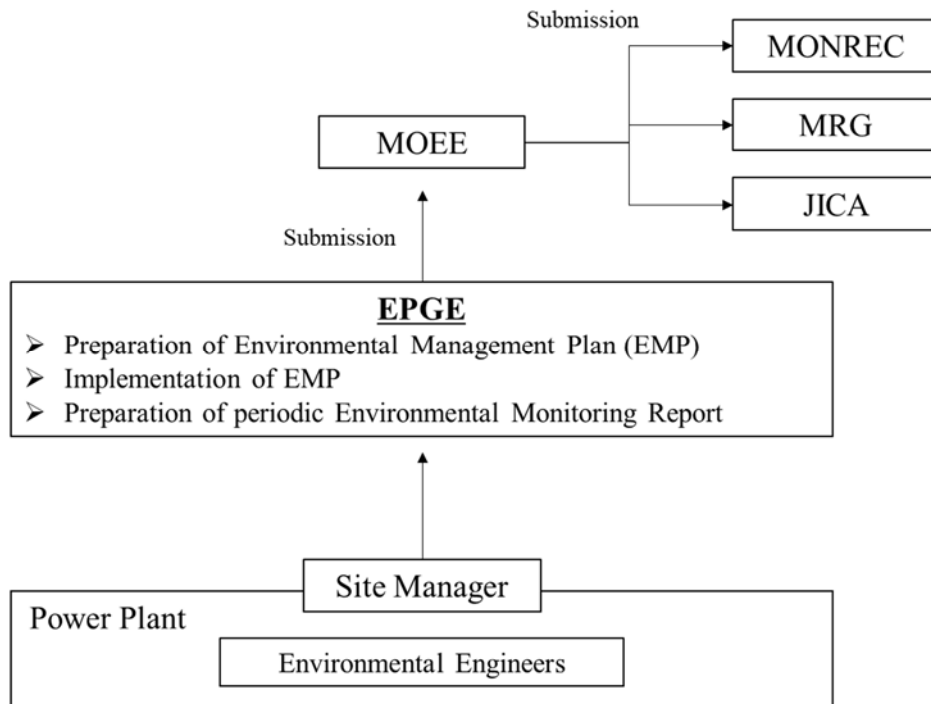 Submission
MONREC
MRG
MOEE
JICA
Submission
EPGE
➢ Preparation of Environmental Management Plan (EMP)
➢ Implementation of EMP
➢ Preparation of periodic Environmental Monitoring Report
Site Manager
Power Plant
Environmental Engineers